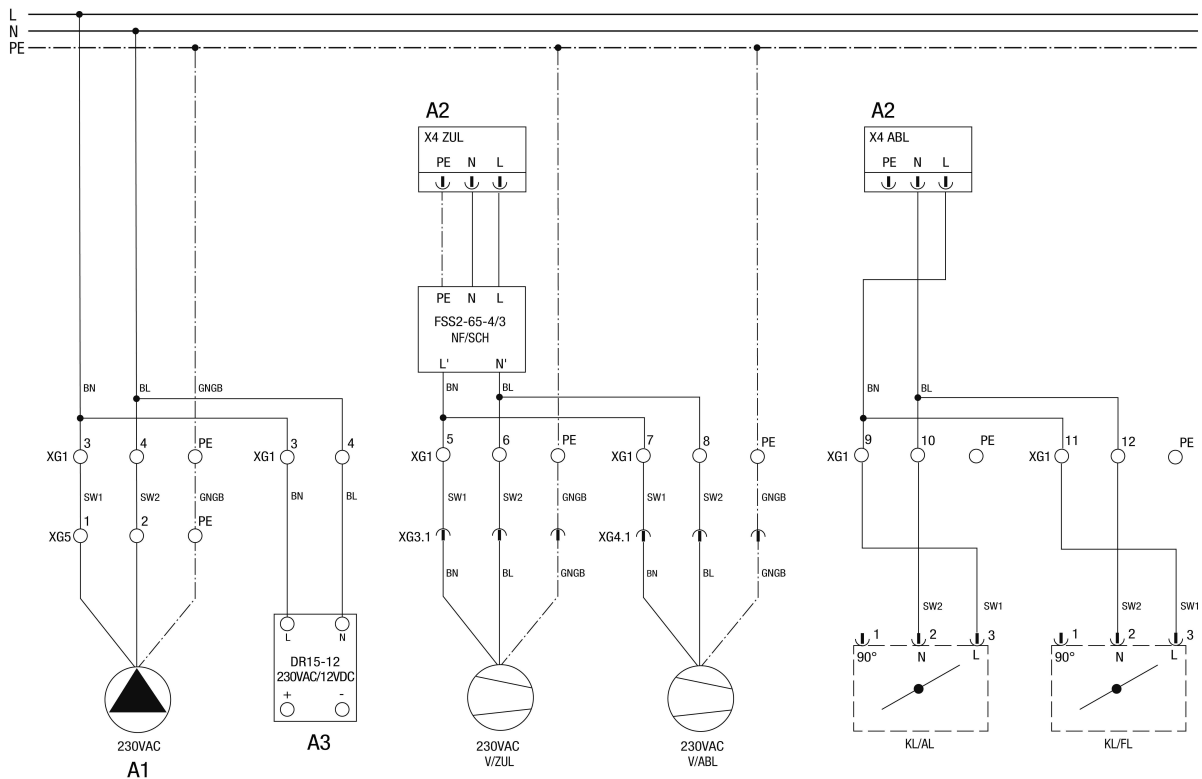 L
N
PE
A2
A2
X4 ZUL
X4 ABL
PE N L
PE N L
PE N L
FSS2-65-4/3
NF/SCH
L' N'
BN BL GNGB BN BL BN BL
3 4 PE 3 4 5 6 PE 7 8 PE 9 10 PE 11 12 PE
XG1 XG1 XG1 XG1 XG1 XG1
SW1 SW2 GNGB BN BL SW1 SW2 GNGB SW1 SW2 GNGB
1 2 PE
XG5 XG3.1 XG4.1
BN BL GNGB BN BL GNGB
SW2 SW1 SW2 SW1
L N
1 2 3 1 2 3
90° N L 90° N L
DR15-12
230VAC/12VDC
+ -
230VAC
A1
A3
230VAC
V/ZUL
230VAC
V/ABL
KL/AL
KL/FL